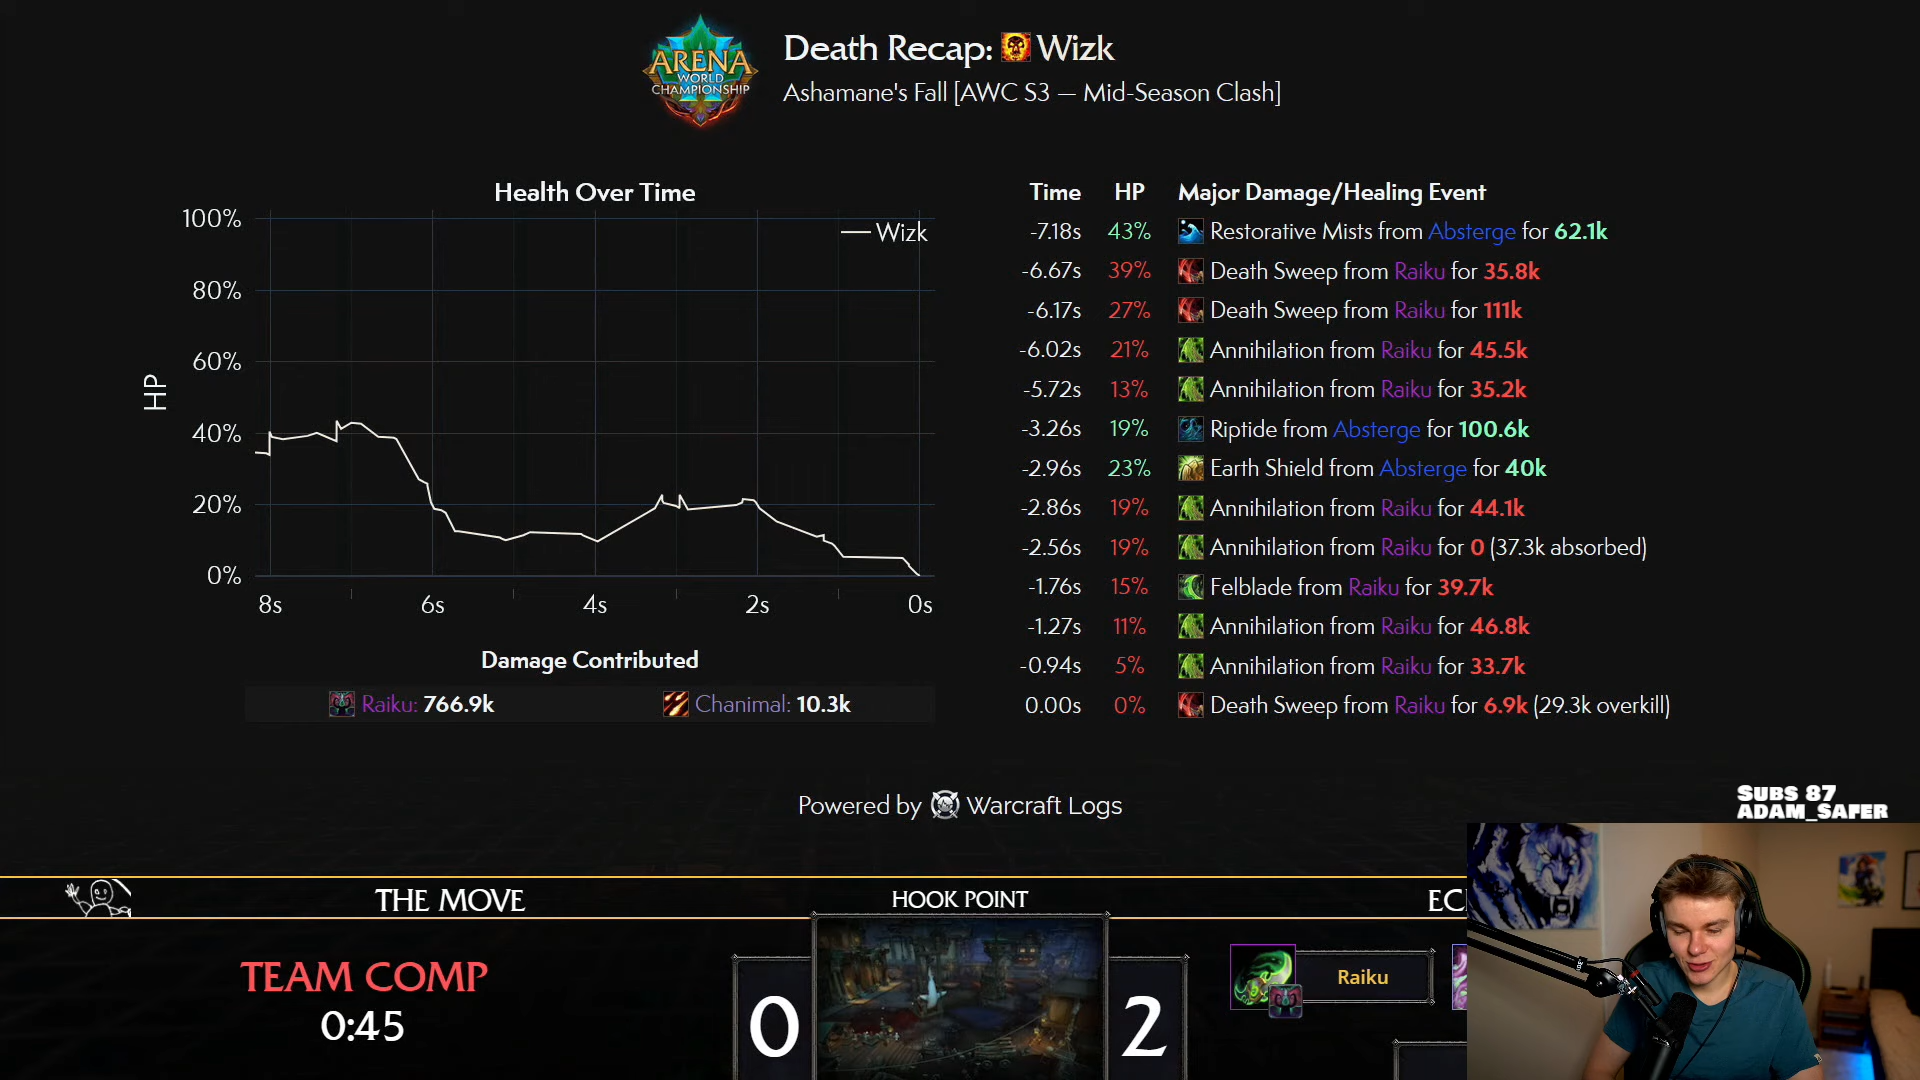 ARENA
WORLD
CHAMPIONSHIP
Death Recap: Wizk
Ashamane's Fall [AWC S3 — Mid-Season Clash]
Health Over Time
Wizk
HP
100%
80%
60%
40%
20%
0%
8s 6s 4s 2s 0s
Damage Contributed
Raiku: 766.9k Chanimal: 10.3k
Time HP Major Damage/Healing Event
-7.18s 43% Restorative Mists from Absterge for 62.1k
-6.67s 39% Death Sweep from Raiku for 35.8k
-6.17s 27% Death Sweep from Raiku for 111k
-6.02s 21% Annihilation from Raiku for 45.5k
-5.72s 13% Annihilation from Raiku for 35.2k
-3.26s 19% Riptide from Absterge for 100.6k
-2.96s 23% Earth Shield from Absterge for 40k
-2.86s 19% Annihilation from Raiku for 44.1k
-2.56s 19% Annihilation from Raiku for 0 (37.3k absorbed)
-1.76s 15% Felblade from Raiku for 39.7k
-1.27s 11% Annihilation from Raiku for 46.8k
-0.94s 5% Annihilation from Raiku for 33.7k
0.00s 0% Death Sweep from Raiku for 6.9k (29.3k overkill)
Powered by Warcraft Logs
SUBS 87
ADAM_SAFER
THE MOVE
HOOK POINT
TEAM COMP
0:45
0
2
Raiku